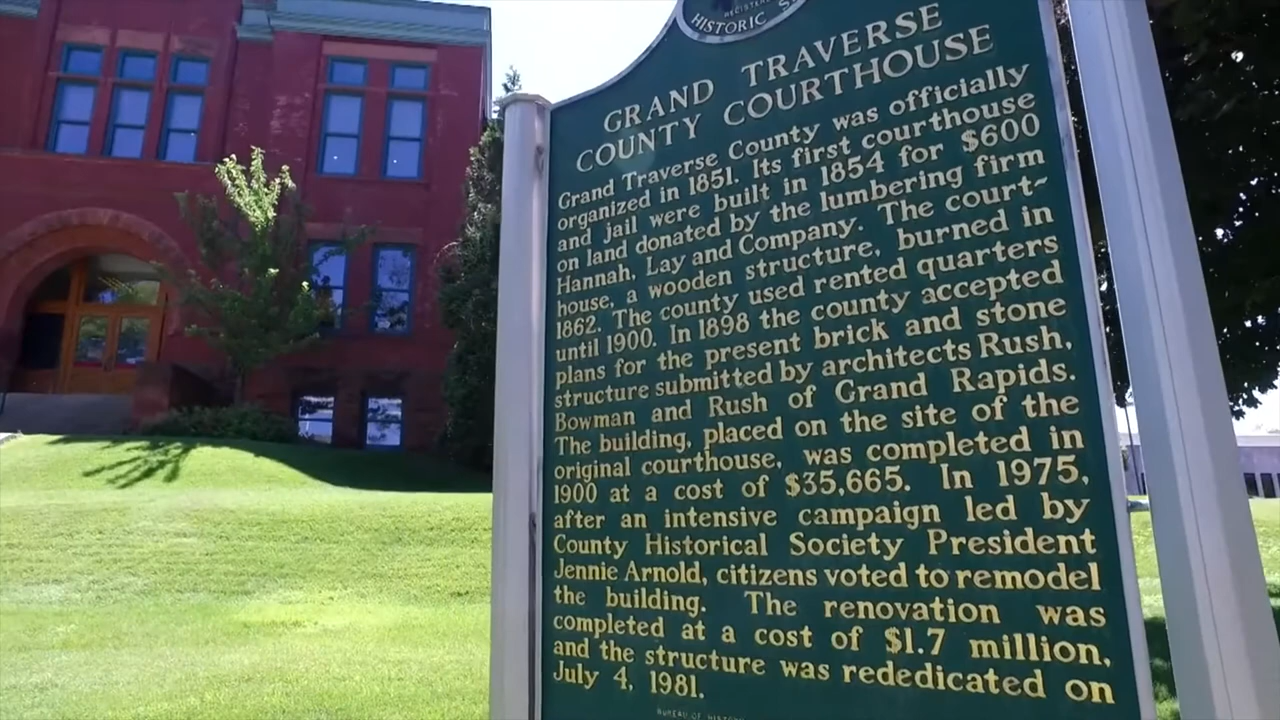 REGISTERED
HISTORIC S
GRAND TRAVERSE
COUNTY COURTHOUSE
Grand Traverse County was officially
organized in 1851. Its first courthouse
and jail were built in 1854 for $600
on land donated by the lumbering firm
Hannah, Lay and Company. The court-
house, a wooden structure, burned in
1862. The county used rented quarters
until 1900. In 1898 the county accepted
plans for the present brick and stone
structure submitted by architects Rush,
Bowman and Rush of Grand Rapids.
The building, placed on the site of the
original courthouse, was completed in
1900 at a cost of $35,665. In 1975,
after an intensive campaign led by
County Historical Society President
Jennie Arnold, citizens voted to remodel
the building. The renovation was
completed at a cost of $1.7 million,
and the structure was rededicated on
July 4, 1981.
BUREAU OF HISTOR